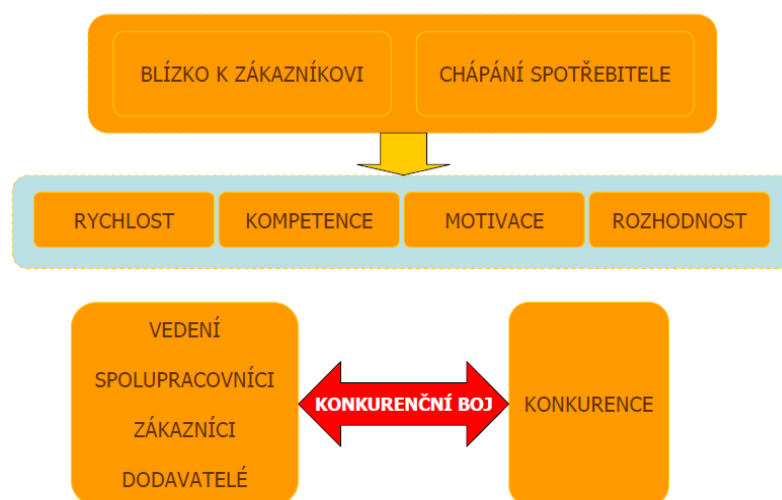 BLÍZKO K ZÁKAZNÍKOVI
CHÁPÁNÍ SPOTŘEBITELE
RYCHLOST
KOMPETENCE
MOTIVACE
ROZHODNOST
VEDENÍ
SPOLUPRACOVNÍCI
ZÁKAZNÍCI
DODAVATELÉ
KONKURENČNÍ BOJ
KONKURENCE